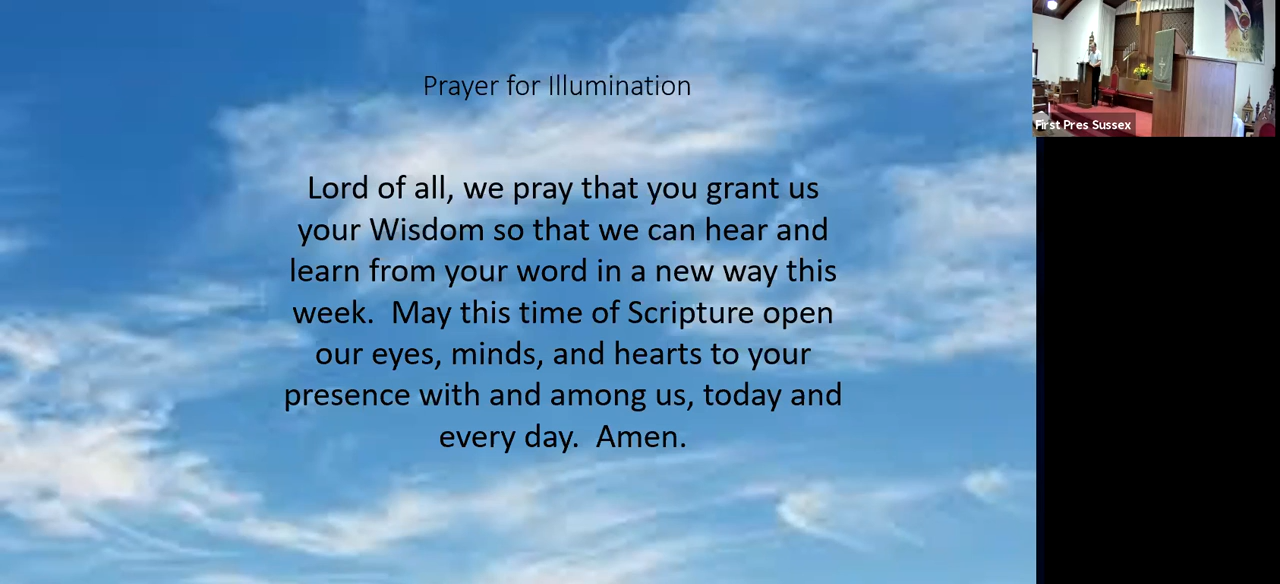 Prayer for Illumination
Lord of all, we pray that you grant us
your Wisdom so that we can hear and
learn from your word in a new way this
week.  May this time of Scripture open
our eyes, minds, and hearts to your
presence with and among us, today and
every day.  Amen.
First Pres Sussex